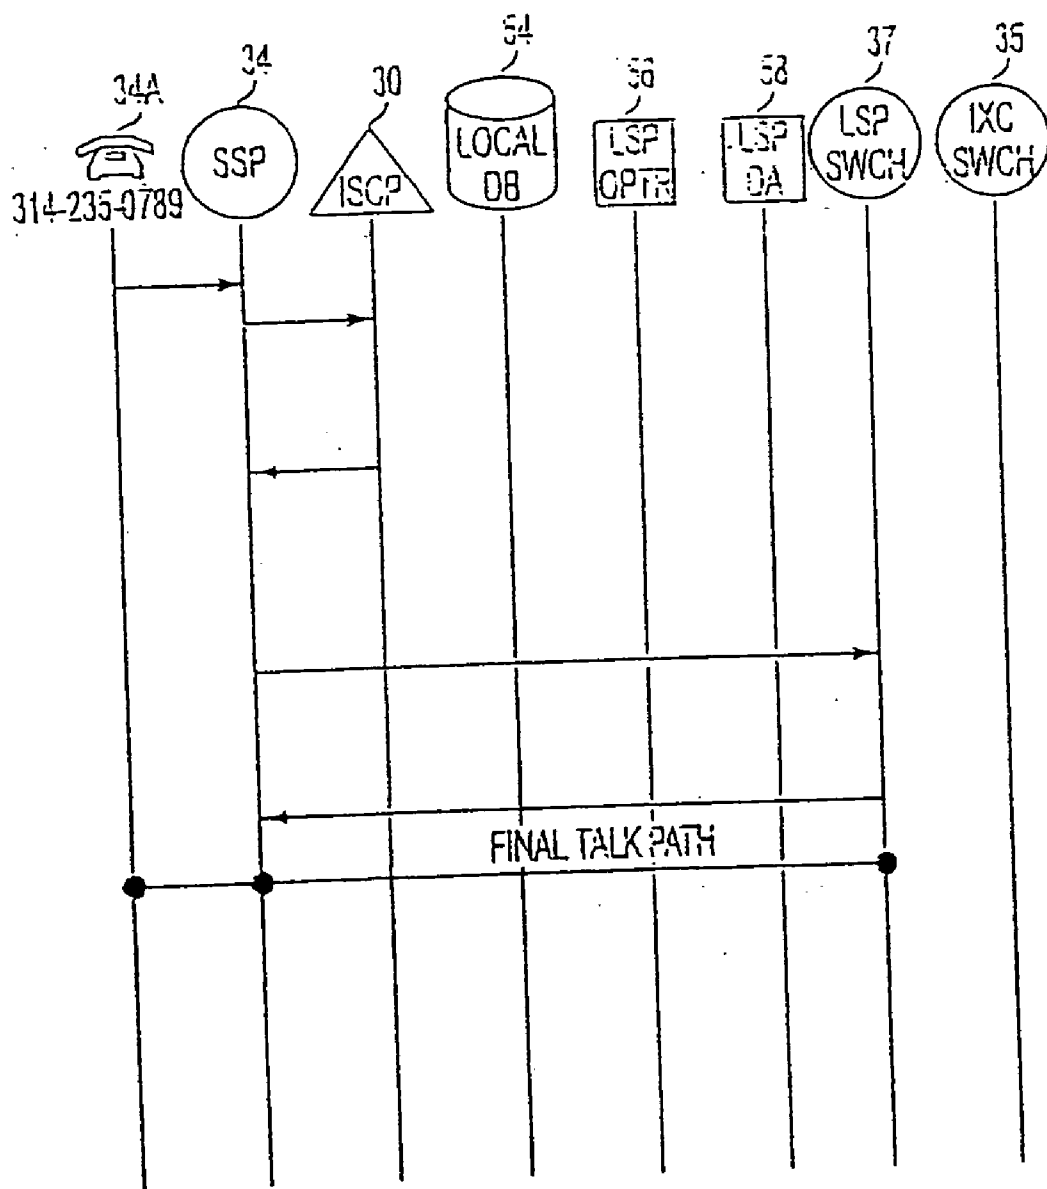 34A
34
30
54
56
58
37
35
314-235-0789
SSP
ISCP
LOCAL
DB
LSP
OPTR
LSP
DA
LSP
SWCH
IXC
SWCH
FINAL TALK PATH